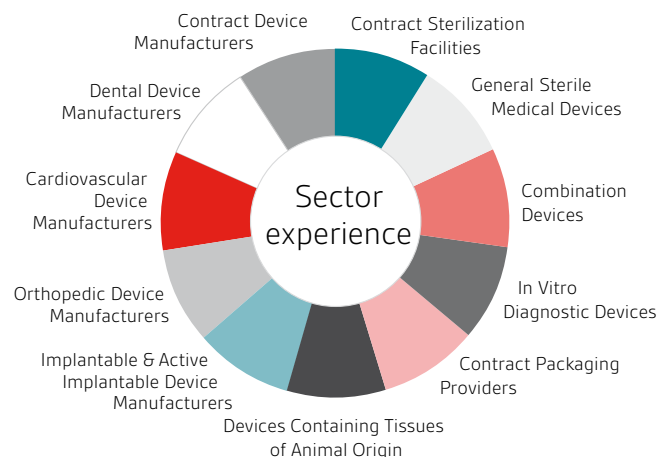 Contract Device
Manufacturers
Contract Sterilization
Facilities
General Sterile
Medical Devices
Dental Device
Manufacturers
Cardiovascular
Device
Manufacturers
Sector
experience
Combination
Devices
In Vitro
Diagnostic Devices
Orthopedic Device
Manufacturers
Contract Packaging
Providers
Implantable & Active
Implantable Device
Manufacturers
Devices Containing Tissues
of Animal Origin